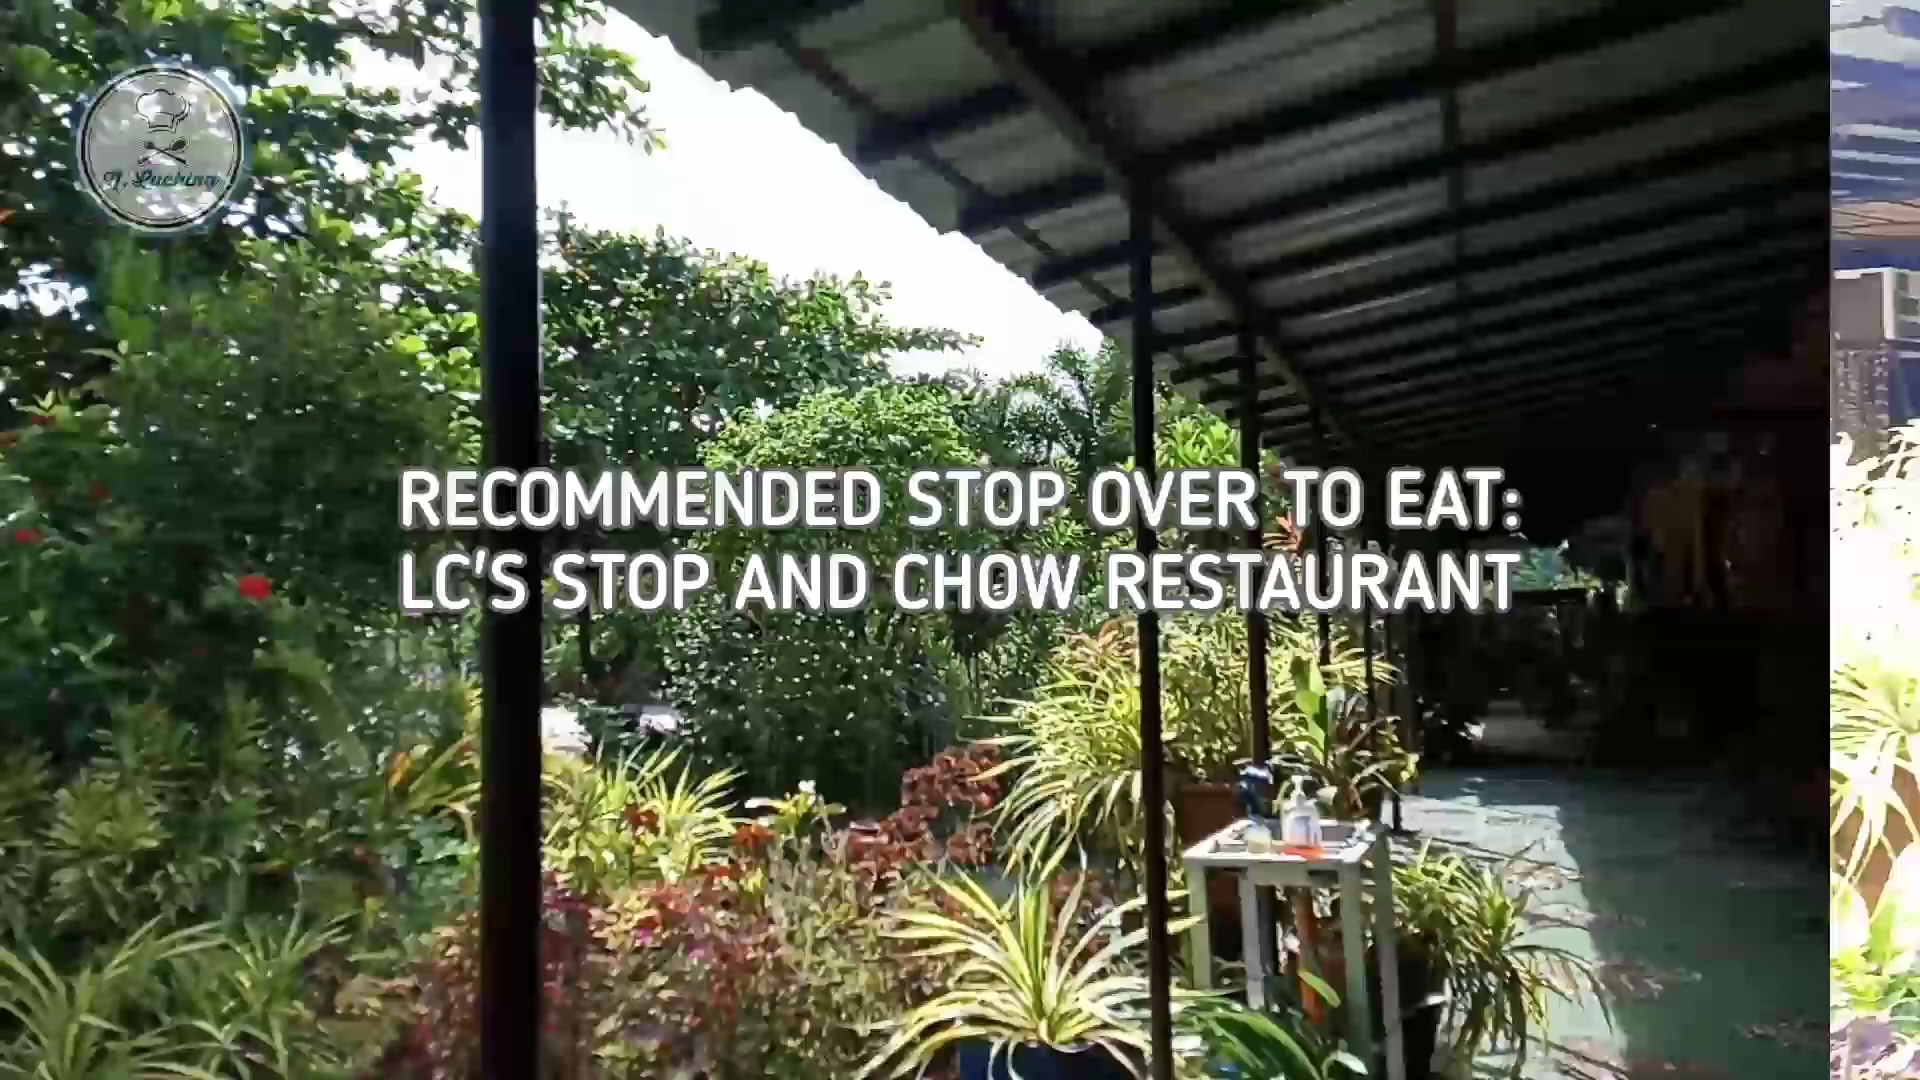 RECOMMENDED STOP OVER TO EAT:
LC'S STOP AND CHOW RESTAURANT